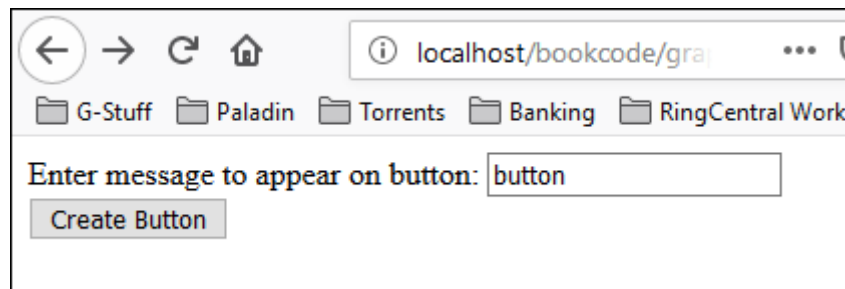 localhost/bookcode/gra
G-Stuff Paladin Torrents Banking RingCentral Work
Enter message to appear on button: button
Create Button